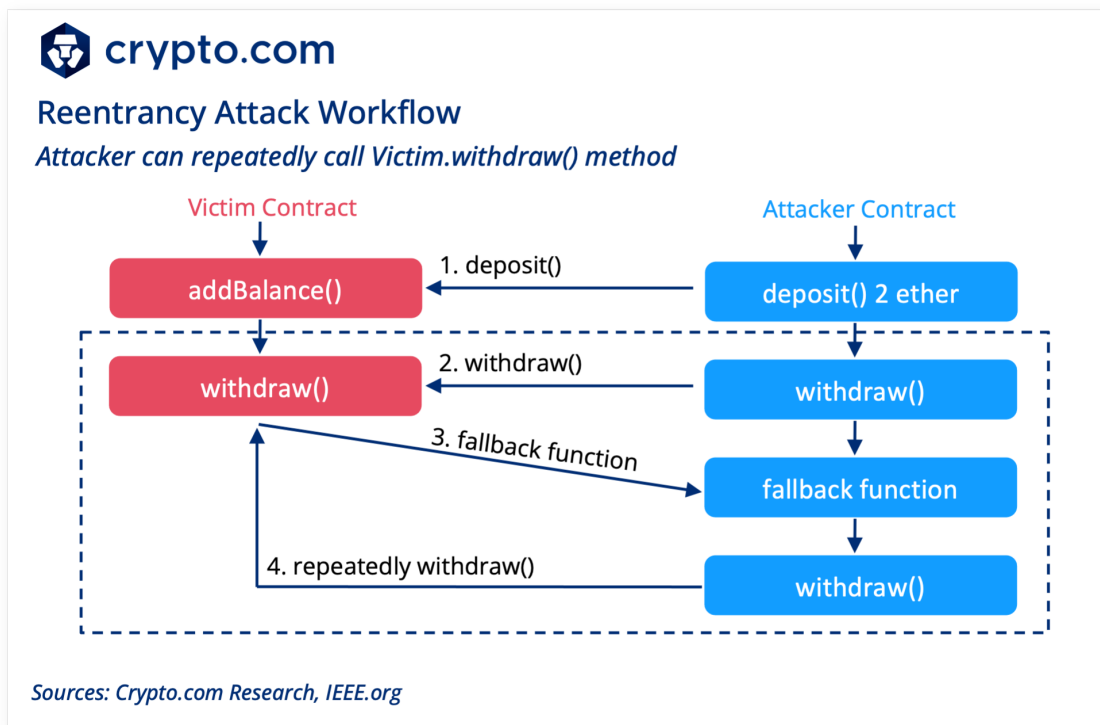 crypto.com
Reentrancy Attack Workflow
Attacker can repeatedly call Victim.withdraw() method
Victim Contract
Attacker Contract
1. deposit()
addBalance()
deposit() 2 ether
2. withdraw()
withdraw()
withdraw()
3. fallback function
fallback function
4. repeatedly withdraw()
withdraw()
Sources: Crypto.com Research, IEEE.org